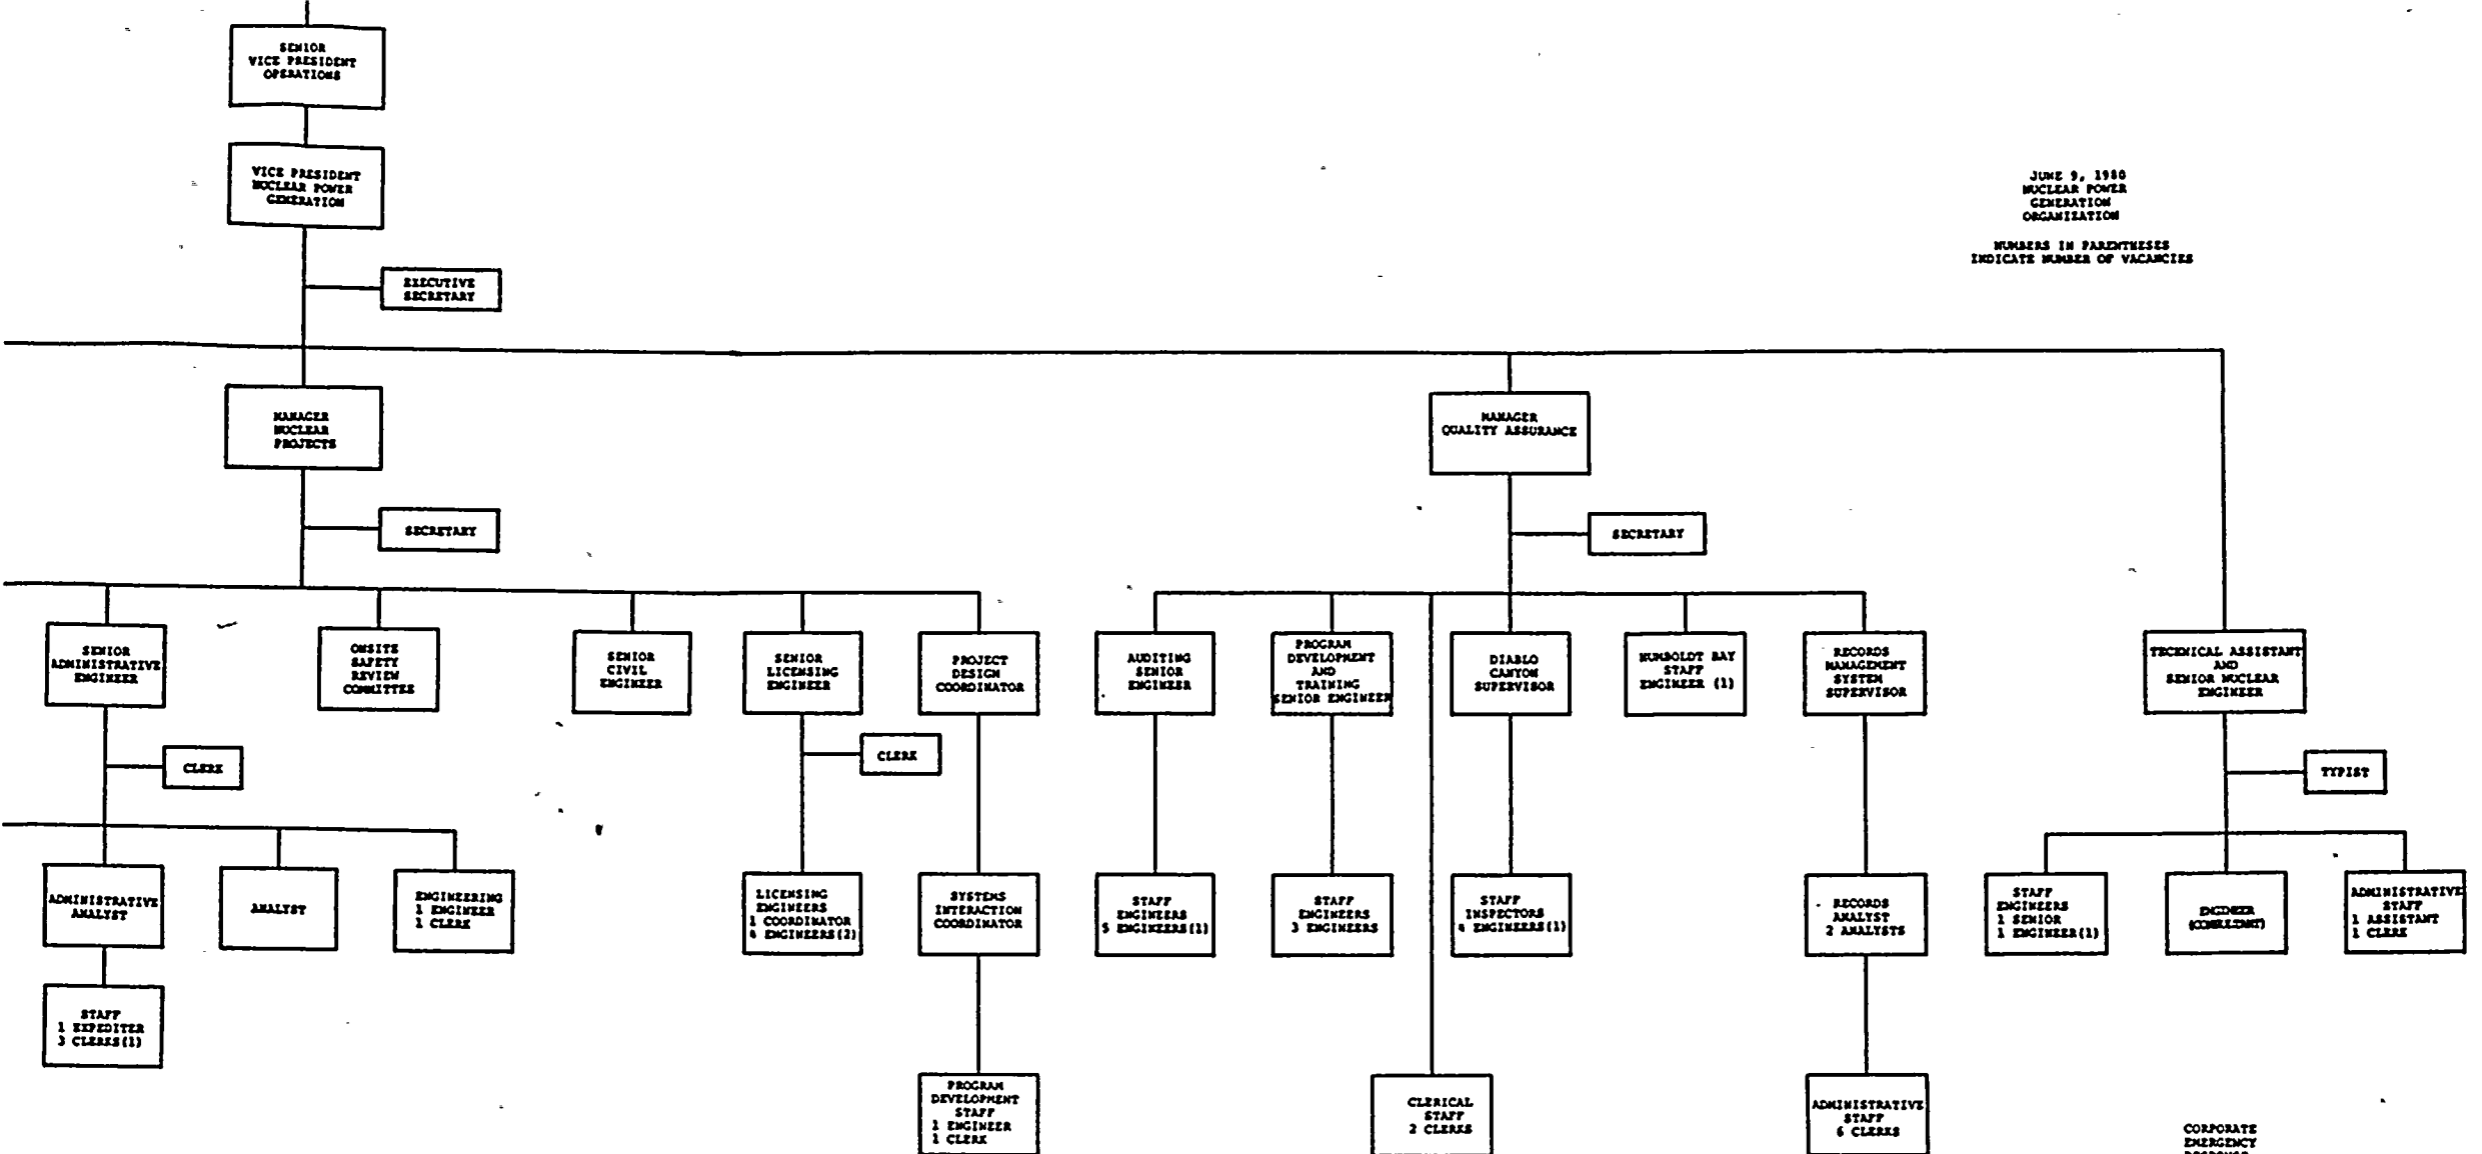 SENIOR
VICE PRESIDENT
OPERATIONS
VICE PRESIDENT
NUCLEAR POWER
GENERATION
JUNE 9, 1980
NUCLEAR POWER
GENERATION
ORGANIZATION
NUMBERS IN PARENTHESES
INDICATE NUMBER OF VACANCIES
EXECUTIVE
SECRETARY
MANAGER
NUCLEAR
PROJECTS
MANAGER
QUALITY ASSURANCE
SECRETARY
SECRETARY
SENIOR
ADMINISTRATIVE
ENGINEER
ONSITE
SAFETY
REVIEW
COMMITTEE
SENIOR
CIVIL
ENGINEER
SENIOR
LICENSING
ENGINEER
PROJECT
DESIGN
COORDINATOR
AUDITING
SENIOR
ENGINEER
PROGRAM
DEVELOPMENT
AND
TRAINING
SENIOR ENGINEER
DIABLO
CANYON
SUPERVISOR
HUMBOLDT BAY
STAFF
ENGINEER (1)
RECORDS
MANAGEMENT
SYSTEM
SUPERVISOR
TECHNICAL ASSISTANT
AND
SENIOR NUCLEAR
ENGINEER
CLERK
CLERK
TYPIST
ADMINISTRATIVE
ANALYST
ANALYST
ENGINEERING
1 ENGINEER
1 CLERK
LICENSING
ENGINEERS
1 COORDINATOR
4 ENGINEERS(2)
SYSTEMS
INTERACTION
COORDINATOR
STAFF
ENGINEERS
5 ENGINEERS(1)
STAFF
ENGINEERS
3 ENGINEERS
STAFF
INSPECTORS
4 ENGINEERS(1)
RECORDS
ANALYST
2 ANALYSTS
STAFF
ENGINEERS
1 SENIOR
1 ENGINEER(1)
ENGINEER
(CONSULTANT)
ADMINISTRATIVE
STAFF
1 ASSISTANT
1 CLERK
STAFF
1 EXPEDITER
3 CLERKS(1)
PROGRAM
DEVELOPMENT
STAFF
1 ENGINEER
1 CLERK
CLERICAL
STAFF
2 CLERKS
ADMINISTRATIVE
STAFF
6 CLERKS
CORPORATE
EMERGENCY